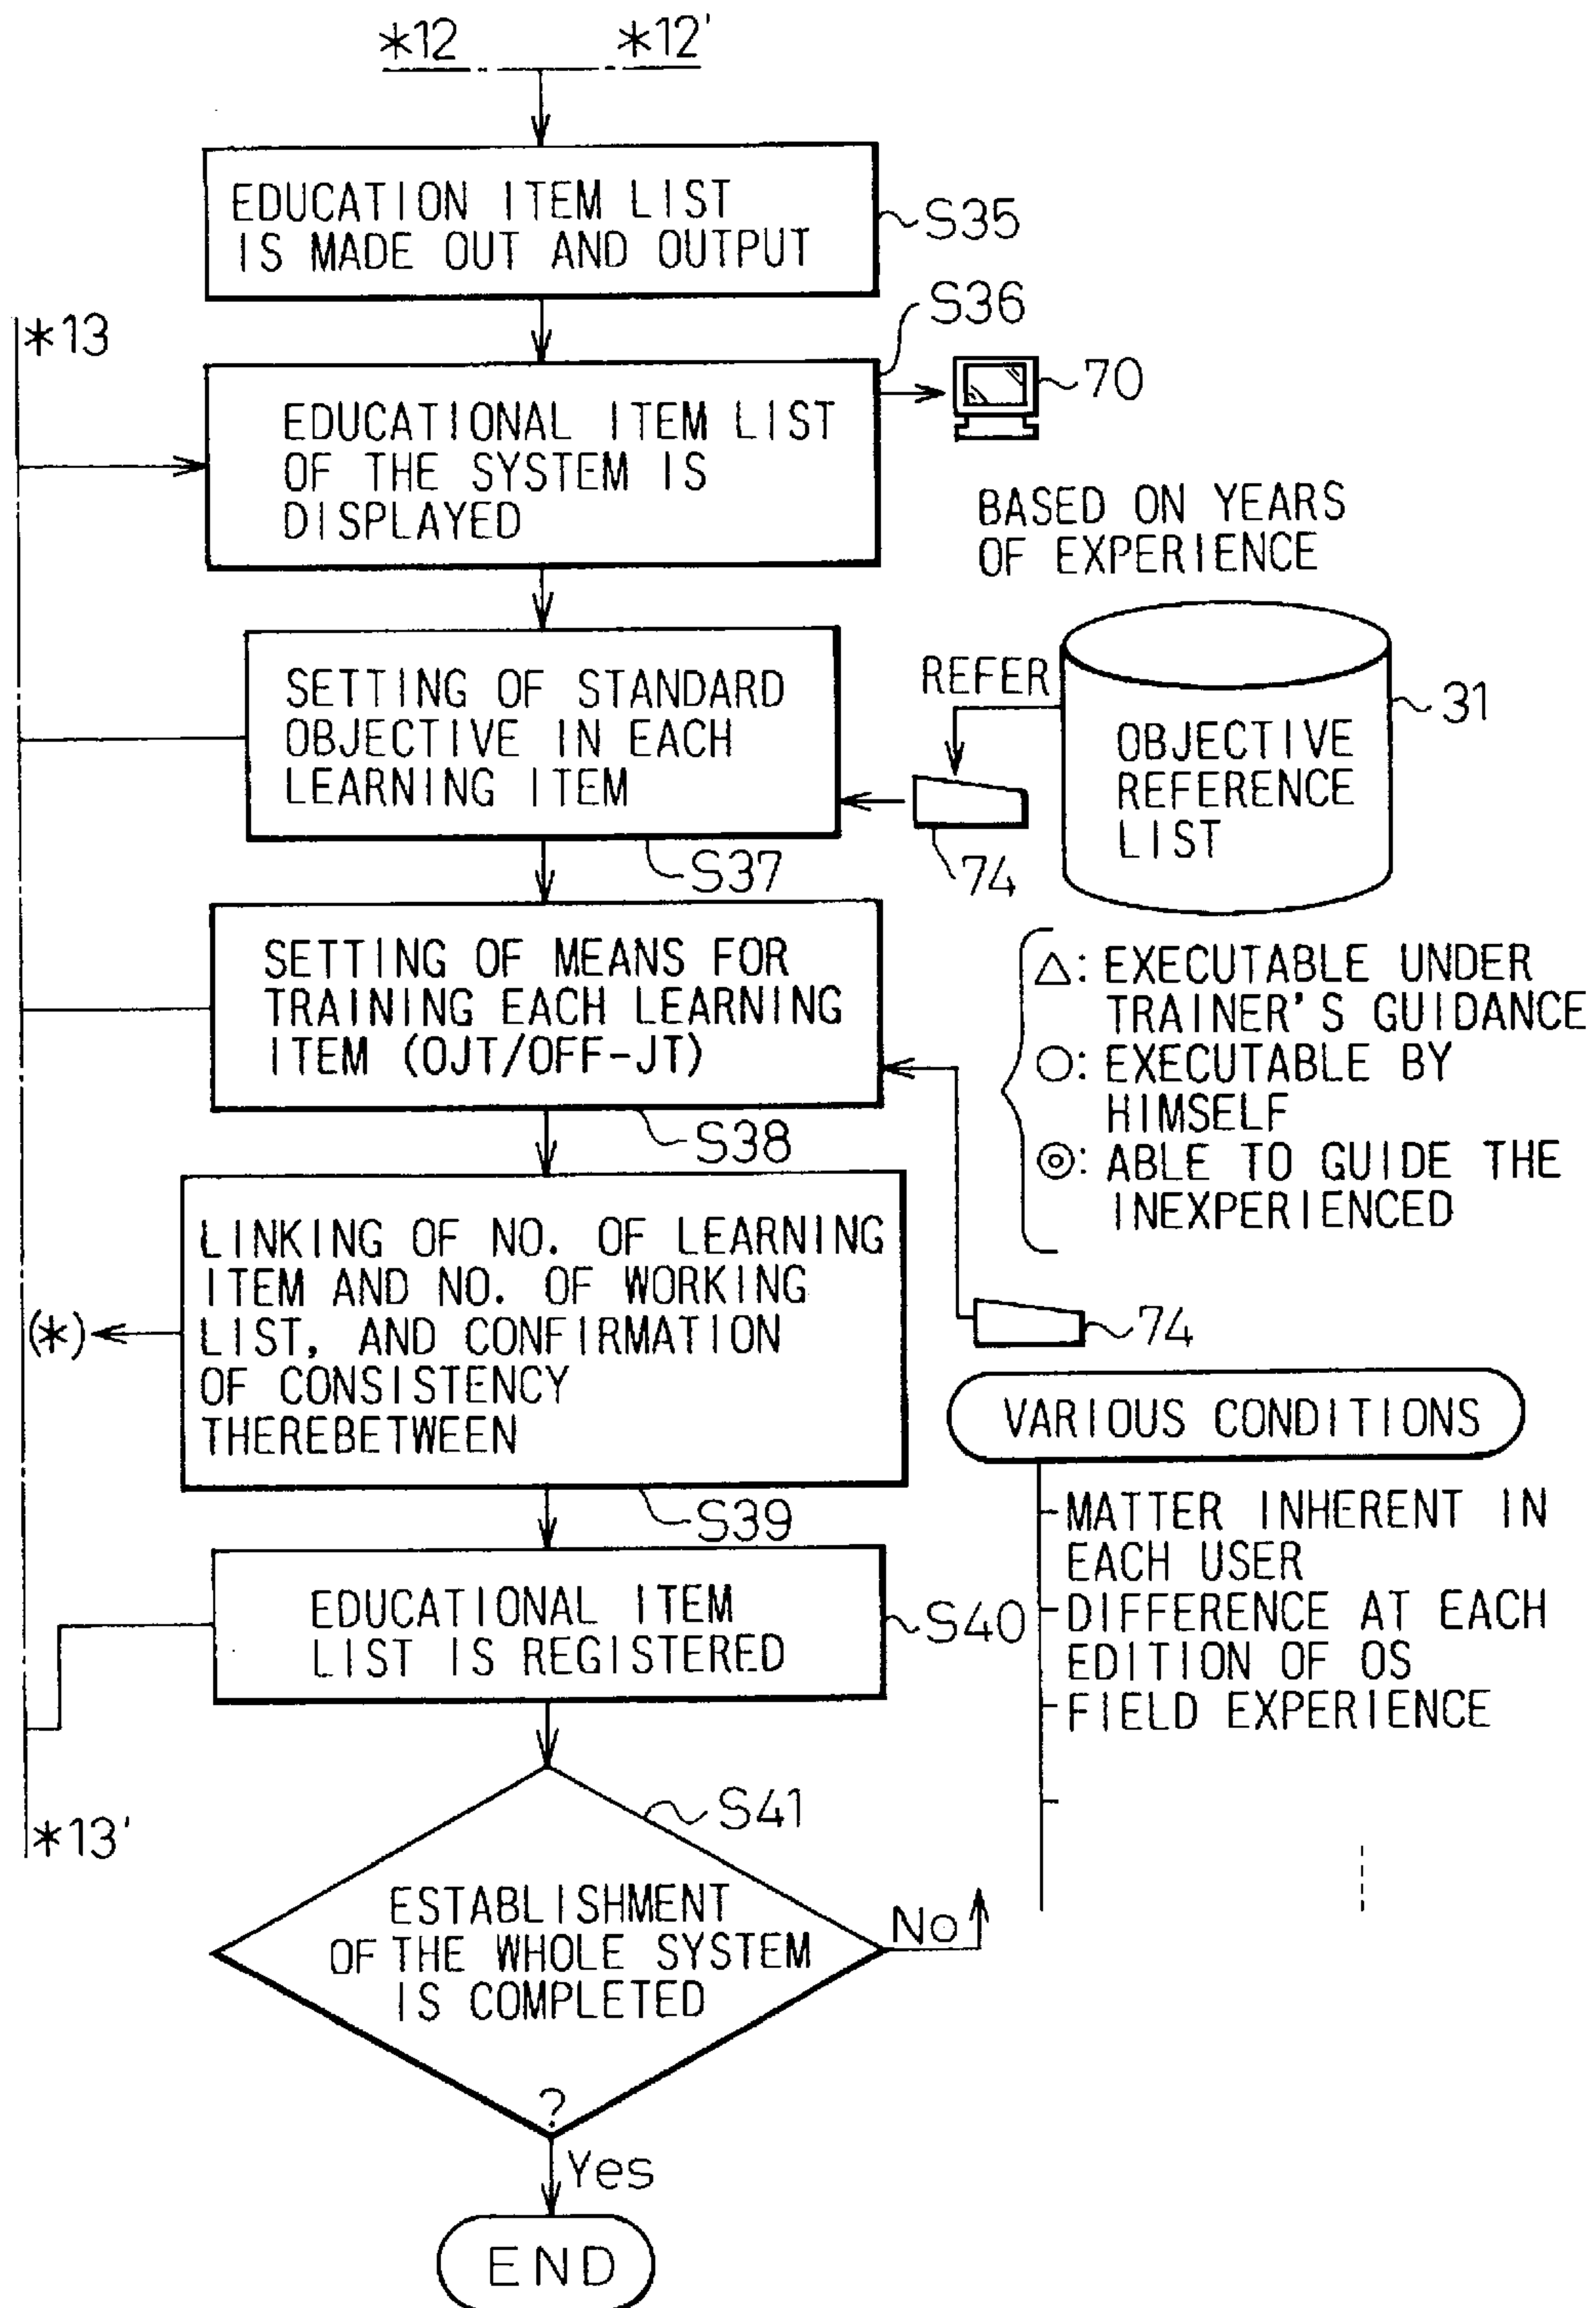 *12 *12'
EDUCATION ITEM LIST
IS MADE OUT AND OUTPUT
S35
S36
*13
70
EDUCATIONAL ITEM LIST
OF THE SYSTEM IS
DISPLAYED
BASED ON YEARS
OF EXPERIENCE
SETTING OF STANDARD
OBJECTIVE IN EACH
LEARNING ITEM
REFER
31
OBJECTIVE
REFERENCE
LIST
S37
74
SETTING OF MEANS FOR
TRAINING EACH LEARNING
ITEM (OJT/OFF-JT)
△: EXECUTABLE UNDER
TRAINER'S GUIDANCE
○: EXECUTABLE BY
HIMSELF
◎: ABLE TO GUIDE THE
INEXPERIENCED
S38
LINKING OF NO. OF LEARNING
ITEM AND NO. OF WORKING
LIST, AND CONFIRMATION
OF CONSISTENCY
THEREBETWEEN
(*)
74
VARIOUS CONDITIONS
S39
MATTER INHERENT IN
EACH USER
DIFFERENCE AT EACH
EDITION OF OS
FIELD EXPERIENCE
EDUCATIONAL ITEM
LIST IS REGISTERED
S40
*13'
S41
ESTABLISHMENT
OF THE WHOLE SYSTEM
IS COMPLETED
?
No
Yes
END